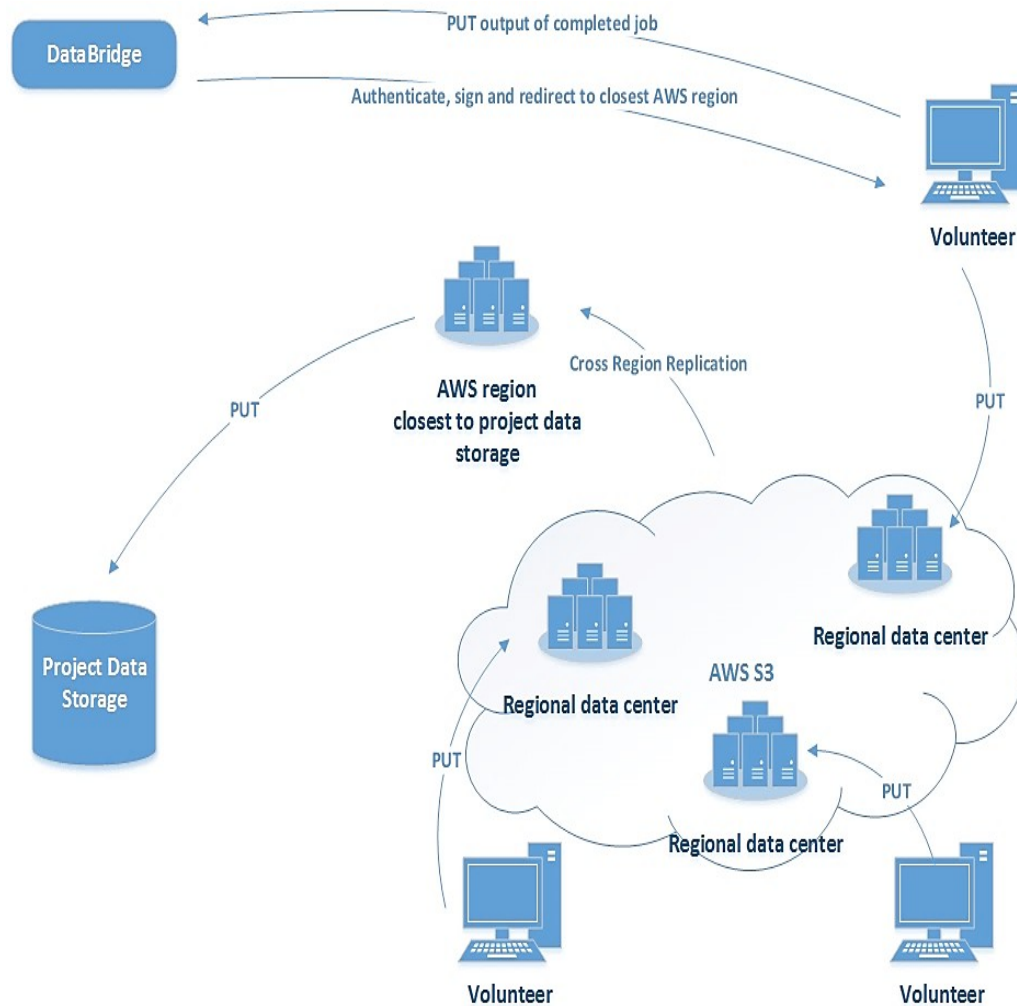 PUT output of completed job
DataBridge
Authenticate, sign and redirect to closest AWS region
Volunteer
Cross Region Replication
AWS region
closest to project data
storage
PUT
PUT
Regional data center
Project Data
Storage
AWS S3
Regional data center
PUT
PUT
Regional data center
Volunteer
Volunteer